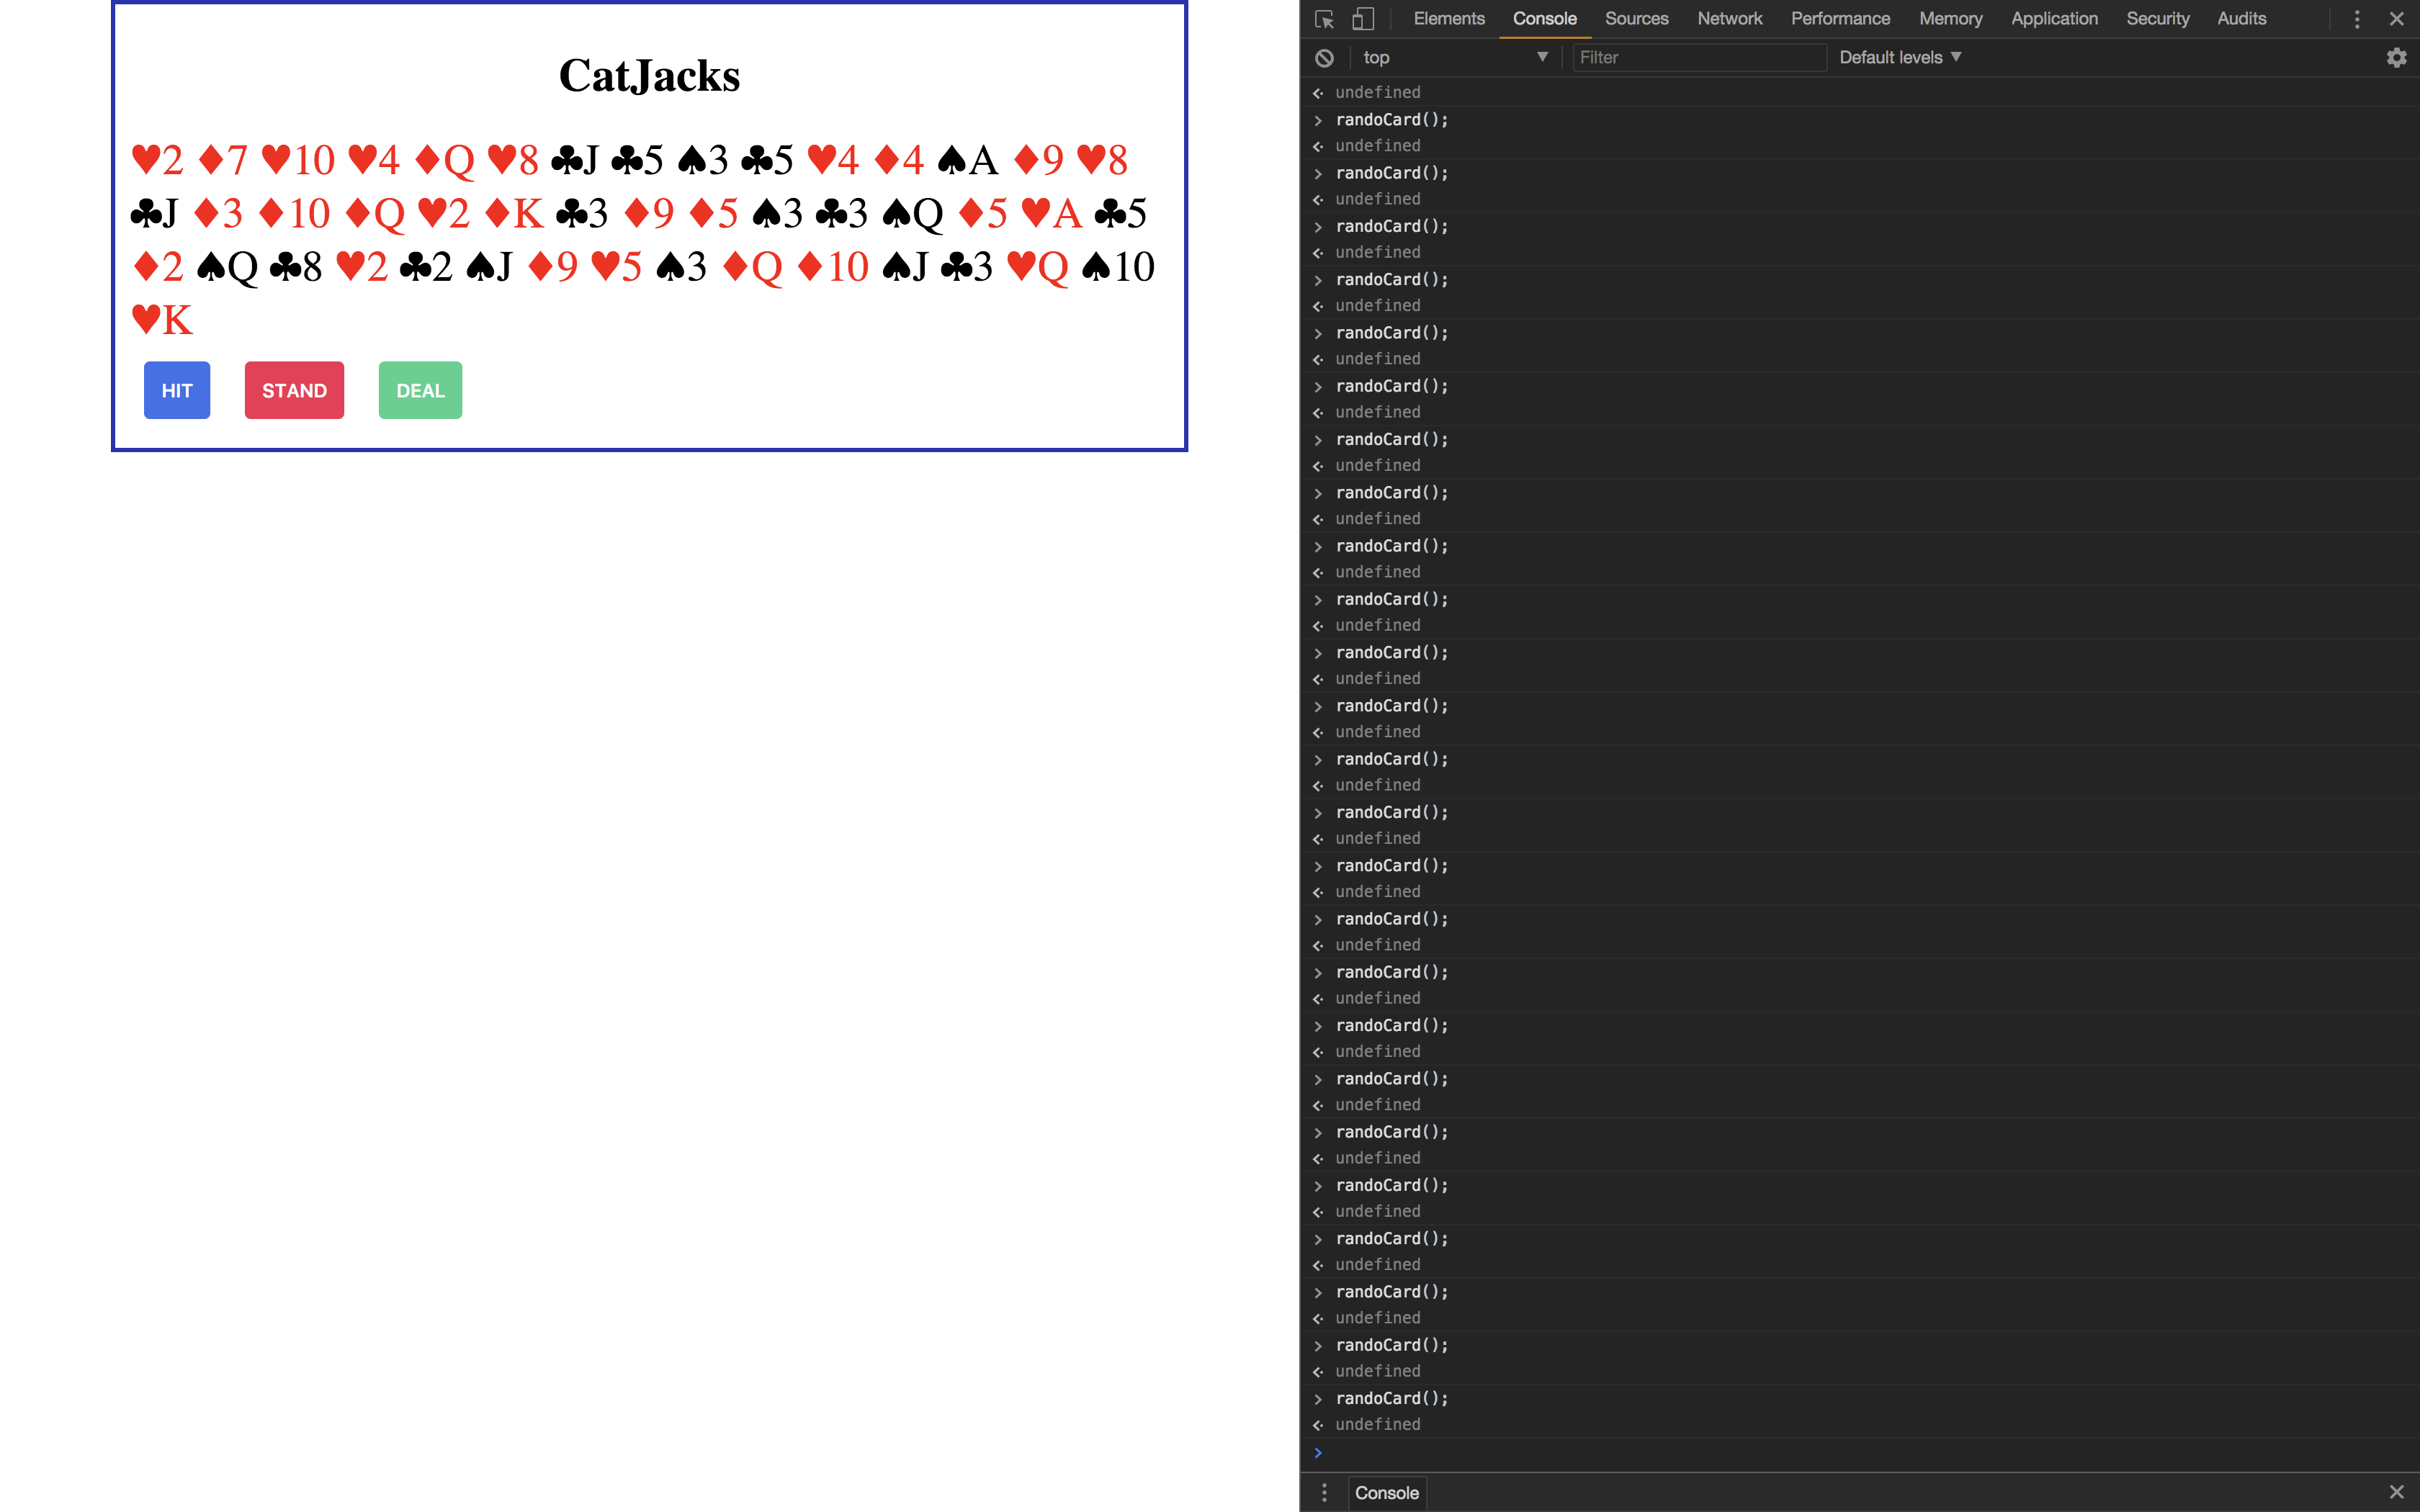 CatJacks
♥2 ♦7 ♥10 ♥4 ♦Q ♥8 ♣J ♣5 ♠3 ♣5 ♥4 ♦4 ♠A ♦9 ♥8
♣J ♦3 ♦10 ♦Q ♥2 ♦K ♣3 ♦9 ♦5 ♠3 ♣3 ♠Q ♦5 ♥A ♣5
♦2 ♠Q ♣8 ♥2 ♣2 ♠J ♦9 ♥5 ♠3 ♦Q ♦10 ♠J ♣3 ♥Q ♠10
♥K
HIT STAND DEAL
Elements Console Sources Network Performance Memory Application Security Audits
top ▼ Filter Default levels ▼
undefined
> randoCard();
undefined
> randoCard();
undefined
> randoCard();
undefined
> randoCard();
undefined
> randoCard();
undefined
> randoCard();
undefined
> randoCard();
undefined
> randoCard();
undefined
> randoCard();
undefined
> randoCard();
undefined
> randoCard();
undefined
> randoCard();
undefined
> randoCard();
undefined
> randoCard();
undefined
> randoCard();
undefined
> randoCard();
undefined
> randoCard();
undefined
> randoCard();
undefined
> randoCard();
undefined
> randoCard();
undefined
> randoCard();
undefined
> randoCard();
undefined
> randoCard();
undefined
> randoCard();
undefined
> randoCard();
undefined
>
Console